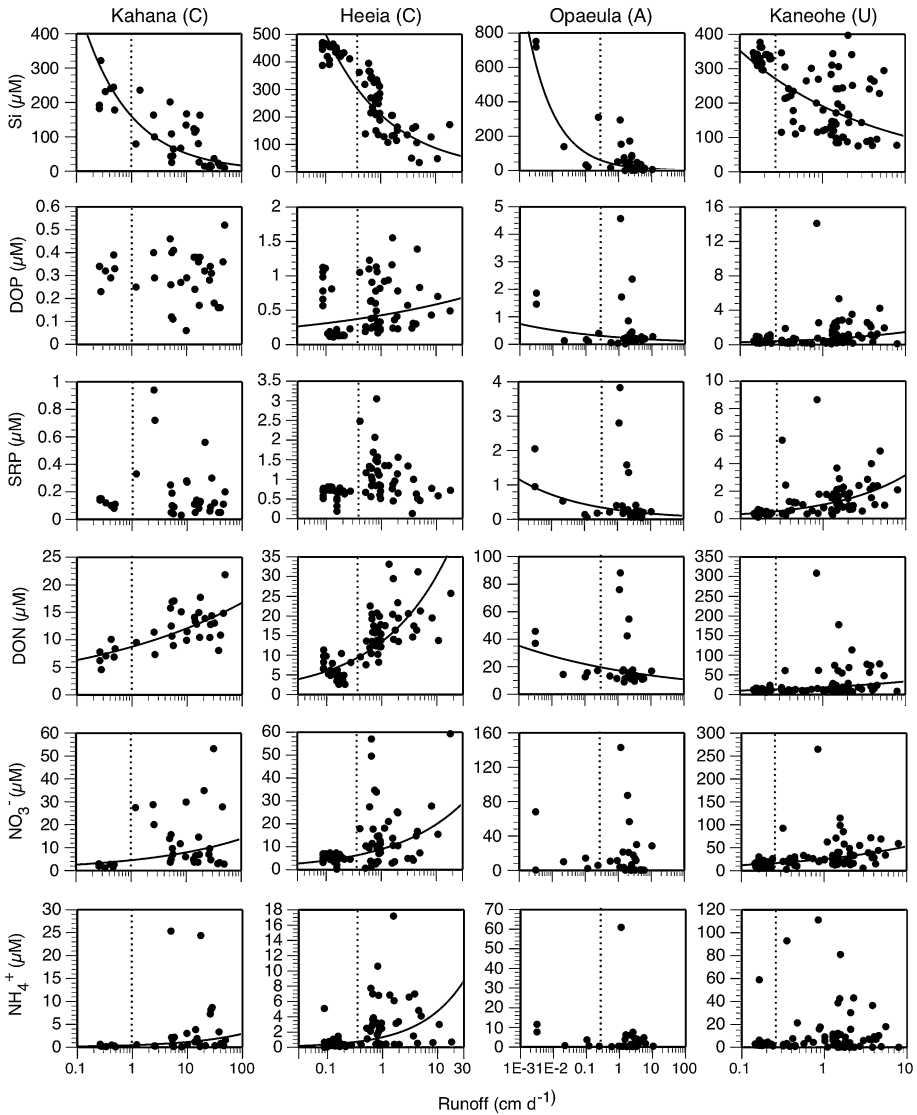 Kahana (C) Heeia (C) Opaeula (A) Kaneohe (U)
Si (µM)
400 300 200 100 0
500 400 300 200 100 0
800 600 400 200 0
400 300 200 100 0
DOP (µM)
0.6 0.5 0.4 0.3 0.2 0.1 0
2 1.5 1 0.5 0
5 4 3 2 1 0
16 12 8 4 0
SRP (µM)
1 0.8 0.6 0.4 0.2 0
3.5 3 2.5 2 1.5 1 0.5 0
4 3 2 1 0
10 8 6 4 2 0
DON (µM)
25 20 15 10 5 0
35 30 25 20 15 10 5 0
100 80 60 40 20 0
350 300 250 200 150 100 50 0
NO3- (µM)
60 50 40 30 20 10 0
60 50 40 30 20 10 0
160 120 80 40 0
300 250 200 150 100 50 0
NH4+ (µM)
30 25 20 15 10 5 0
18 16 14 12 10 8 6 4 2 0
70 60 50 40 30 20 10 0
120 100 80 60 40 20 0
0.1 1 10 100 0.1 1 10 30 1E-3 1E-2 0.1 1 10 100 0.1 1 10
Runoff (cm d-1)